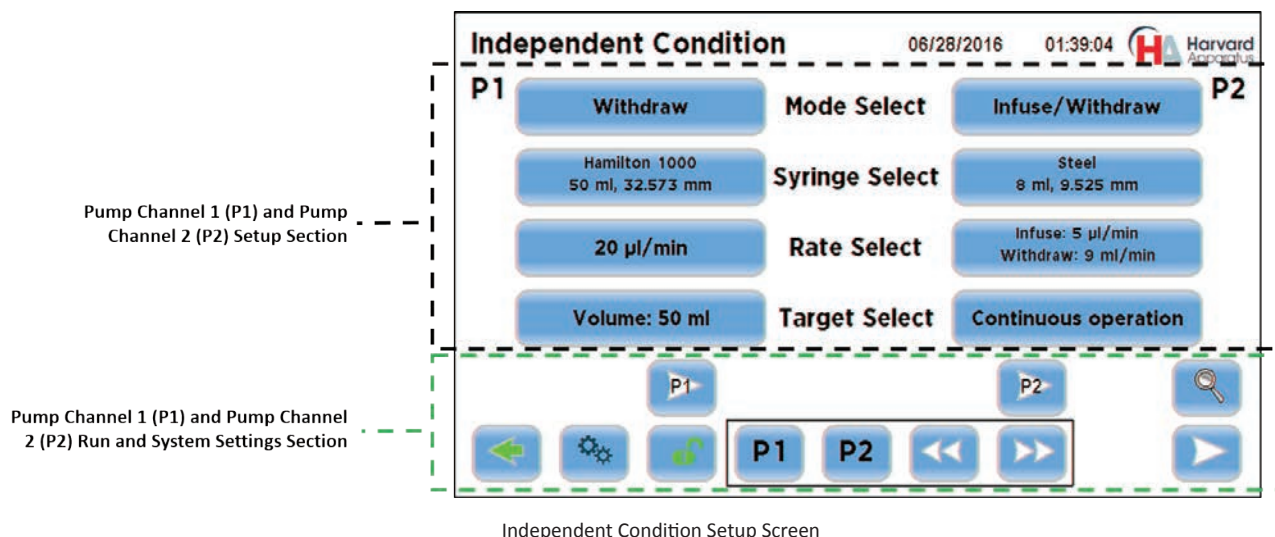 Independent Condition 06/28/2016 01:39:04 HA Harvard Apparatus
P1 Withdraw Mode Select Infuse/Withdraw P2
Hamilton 1000
50 ml, 32.573 mm
Syringe Select
Steel
8 ml, 9.525 mm
Pump Channel 1 (P1) and Pump
Channel 2 (P2) Setup Section
20 µl/min Rate Select
Infuse: 5 µl/min
Withdraw: 9 ml/min
Volume: 50 ml Target Select Continuous operation
P1 P2
Pump Channel 1 (P1) and Pump Channel
2 (P2) Run and System Settings Section
P1 P2
Independent Condition Setup Screen